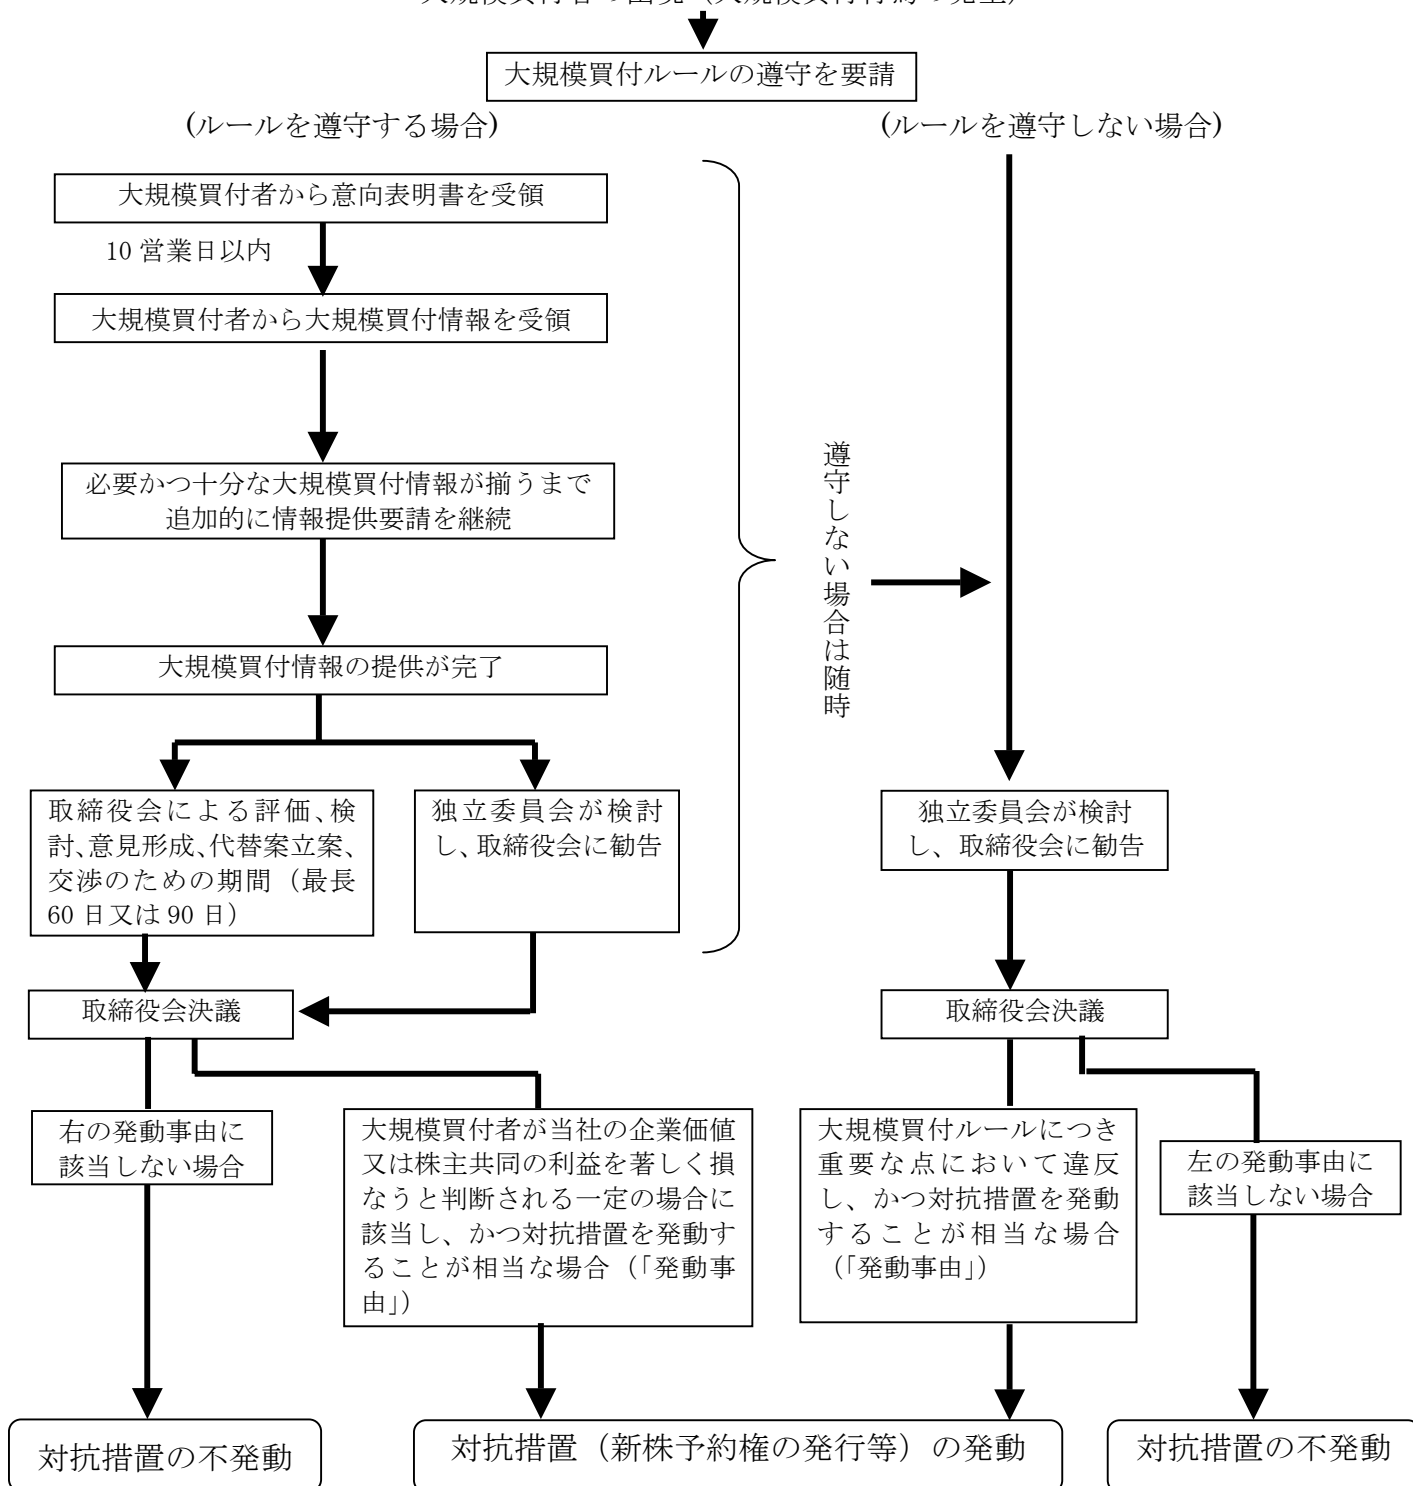 大規模買付ルールの遵守を要請
(ルールを遵守する場合)
(ルールを遵守しない場合)
大規模買付者から意向表明書を受領
10 営業日以内
大規模買付者から大規模買付情報を受領
必要かつ十分な大規模買付情報が揃うまで
追加的に情報提供要請を継続
遵守しない場合は随時
大規模買付情報の提供が完了
取締役会による評価、検
討、意見形成、代替案立案、
交渉のための期間（最長
60 日又は 90 日）
独立委員会が検討
し、取締役会に勧告
独立委員会が検討
し、取締役会に勧告
取締役会決議
取締役会決議
右の発動事由に
該当しない場合
大規模買付者が当社の企業価値
又は株主共同の利益を著しく損
なうと判断される一定の場合に
該当し、かつ対抗措置を発動す
ることが相当な場合（「発動事
由」）
大規模買付ルールにつき
重要な点において違反
し、かつ対抗措置を発動
することが相当な場合
（「発動事由」）
左の発動事由に
該当しない場合
対抗措置の不発動
対抗措置（新株予約権の発行等）の発動
対抗措置の不発動